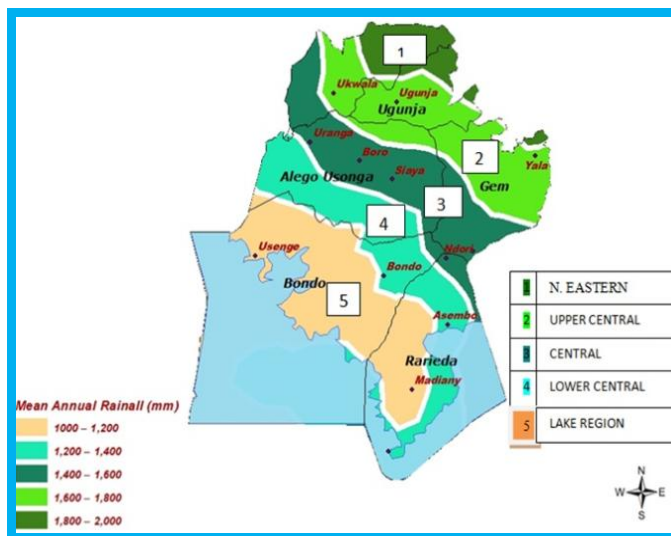 1
Ukwala
Ugunja
Ugunja
Uranga
Boro
2
Yala
Siaya
Alego Usonga
Gem
3
4
Usenge
Ndori
Bondo
Bondo
5
Asembo
Rarieda
Madiany
1 N. EASTERN
2 UPPER CENTRAL
3 CENTRAL
4 LOWER CENTRAL
5 LAKE REGION
Mean Annual Rainall (mm)
1000 – 1,200
1,200 – 1,400
1,400 – 1,600
1,600 – 1,800
1,800 – 2,000
N
W E
S